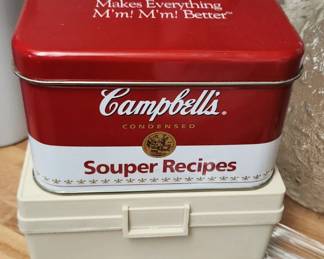 Makes Everything
M'm! M'm! Better™
Campbell's®
CONDENSED
Souper Recipes